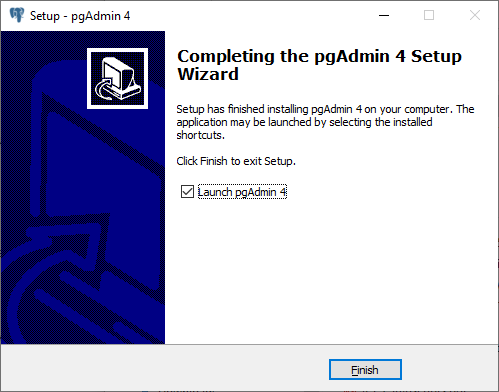 Setup - pgAdmin 4
Completing the pgAdmin 4 Setup
Wizard
Setup has finished installing pgAdmin 4 on your computer. The
application may be launched by selecting the installed
shortcuts.
Click Finish to exit Setup.
Launch pgAdmin 4
Finish